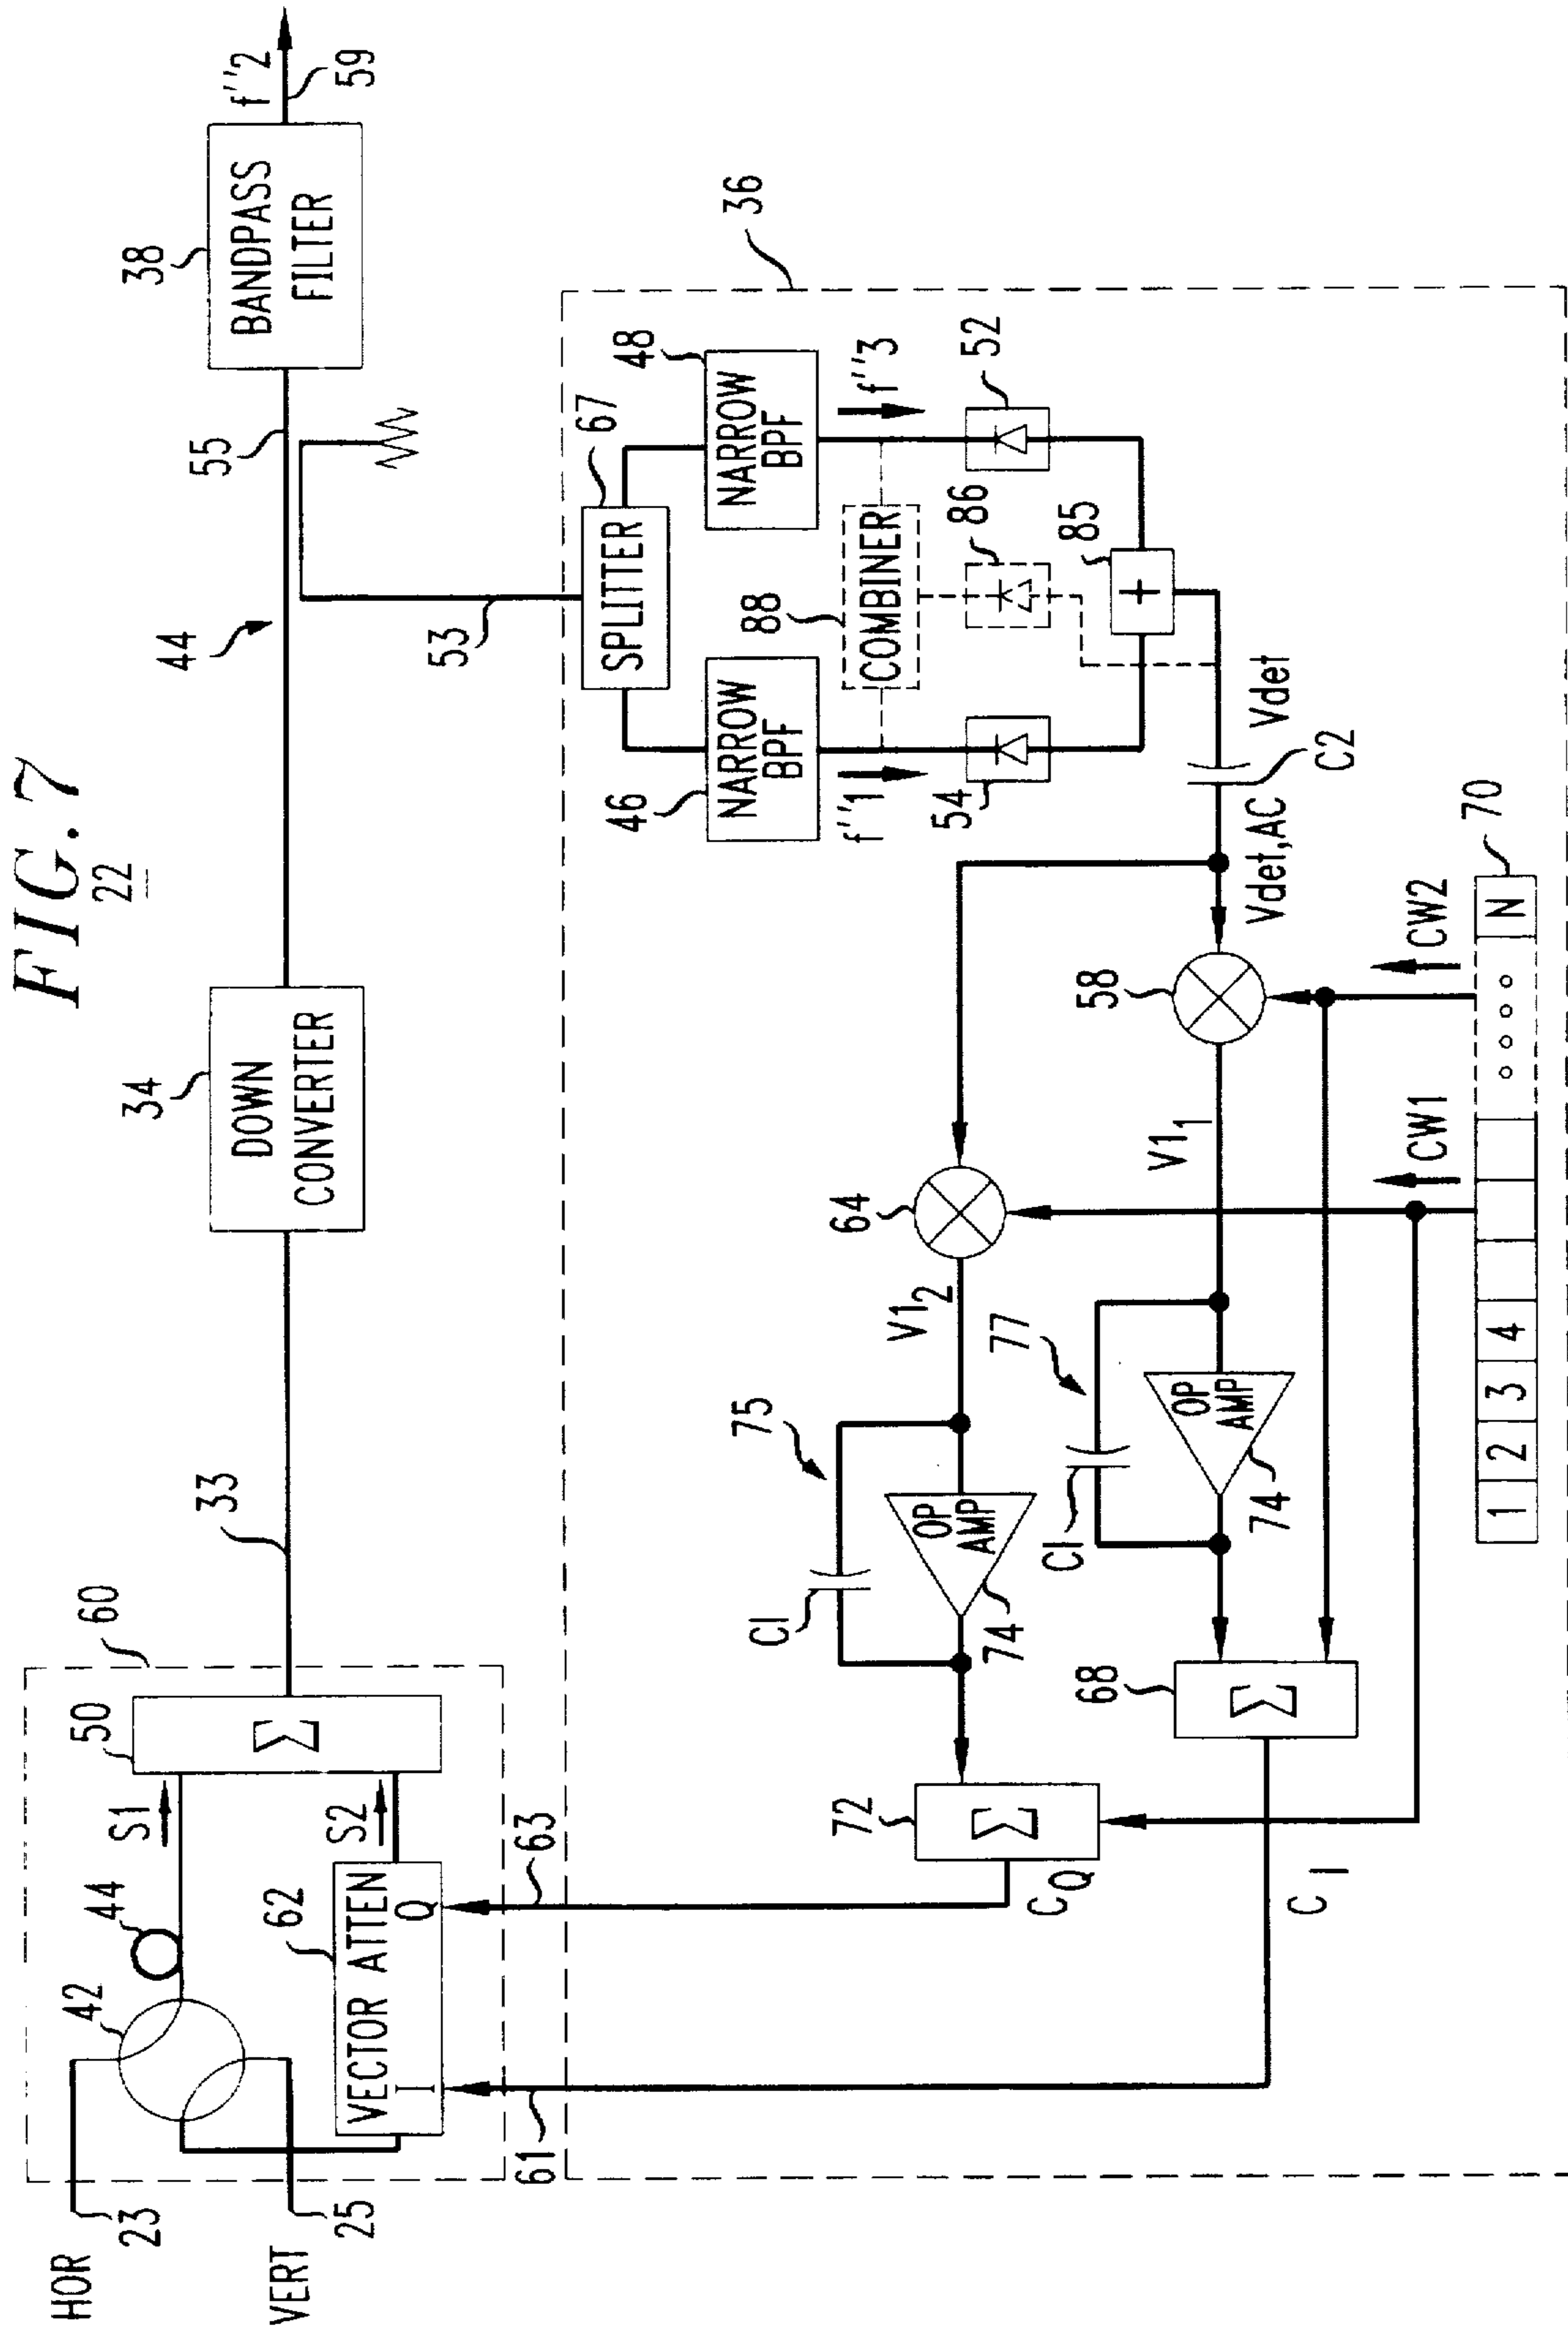 FIG. 7
22
HOR
23
VERT
25
42
44
S1
50
60
62
VECTOR ATTEN
I
Q
S2
Σ
33
34
DOWN
CONVERTER
44
55
38
BANDPASS
FILTER
f''2
59
53
61
63
36
67
SPLITTER
46
NARROW
BPF
48
NARROW
BPF
f''1
f''3
88
COMBINER
54
86
52
85
+
Vdet
C2
Vdet,AC
64
58
V1₂
V1₁
75
77
CI
OP
AMP
74
CI
OP
AMP
74
72
Σ
68
Σ
C_Q
C_I
CW1
CW2
70
1 2 3 4 N